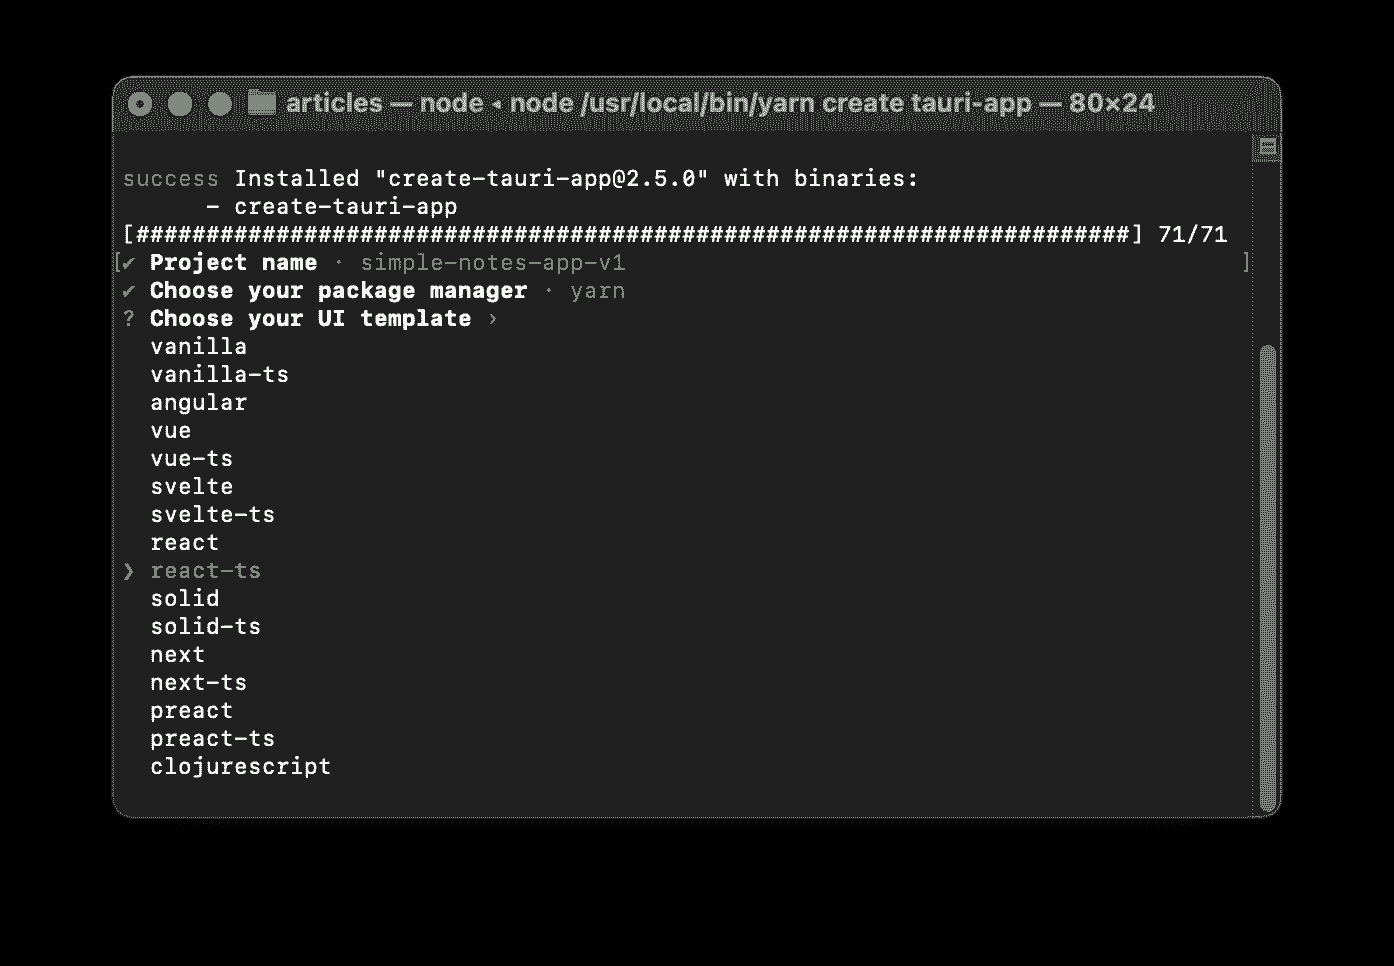 articles — node ◂ node /usr/local/bin/yarn create tauri-app — 80×24
success Installed "create-tauri-app@2.5.0" with binaries:
- create-tauri-app
[#######################################################################] 71/71
[✔ Project name · simple-notes-app-v1 ]
✔ Choose your package manager · yarn
? Choose your UI template ›
vanilla
vanilla-ts
angular
vue
vue-ts
svelte
svelte-ts
react
❯ react-ts
solid
solid-ts
next
next-ts
preact
preact-ts
clojurescript